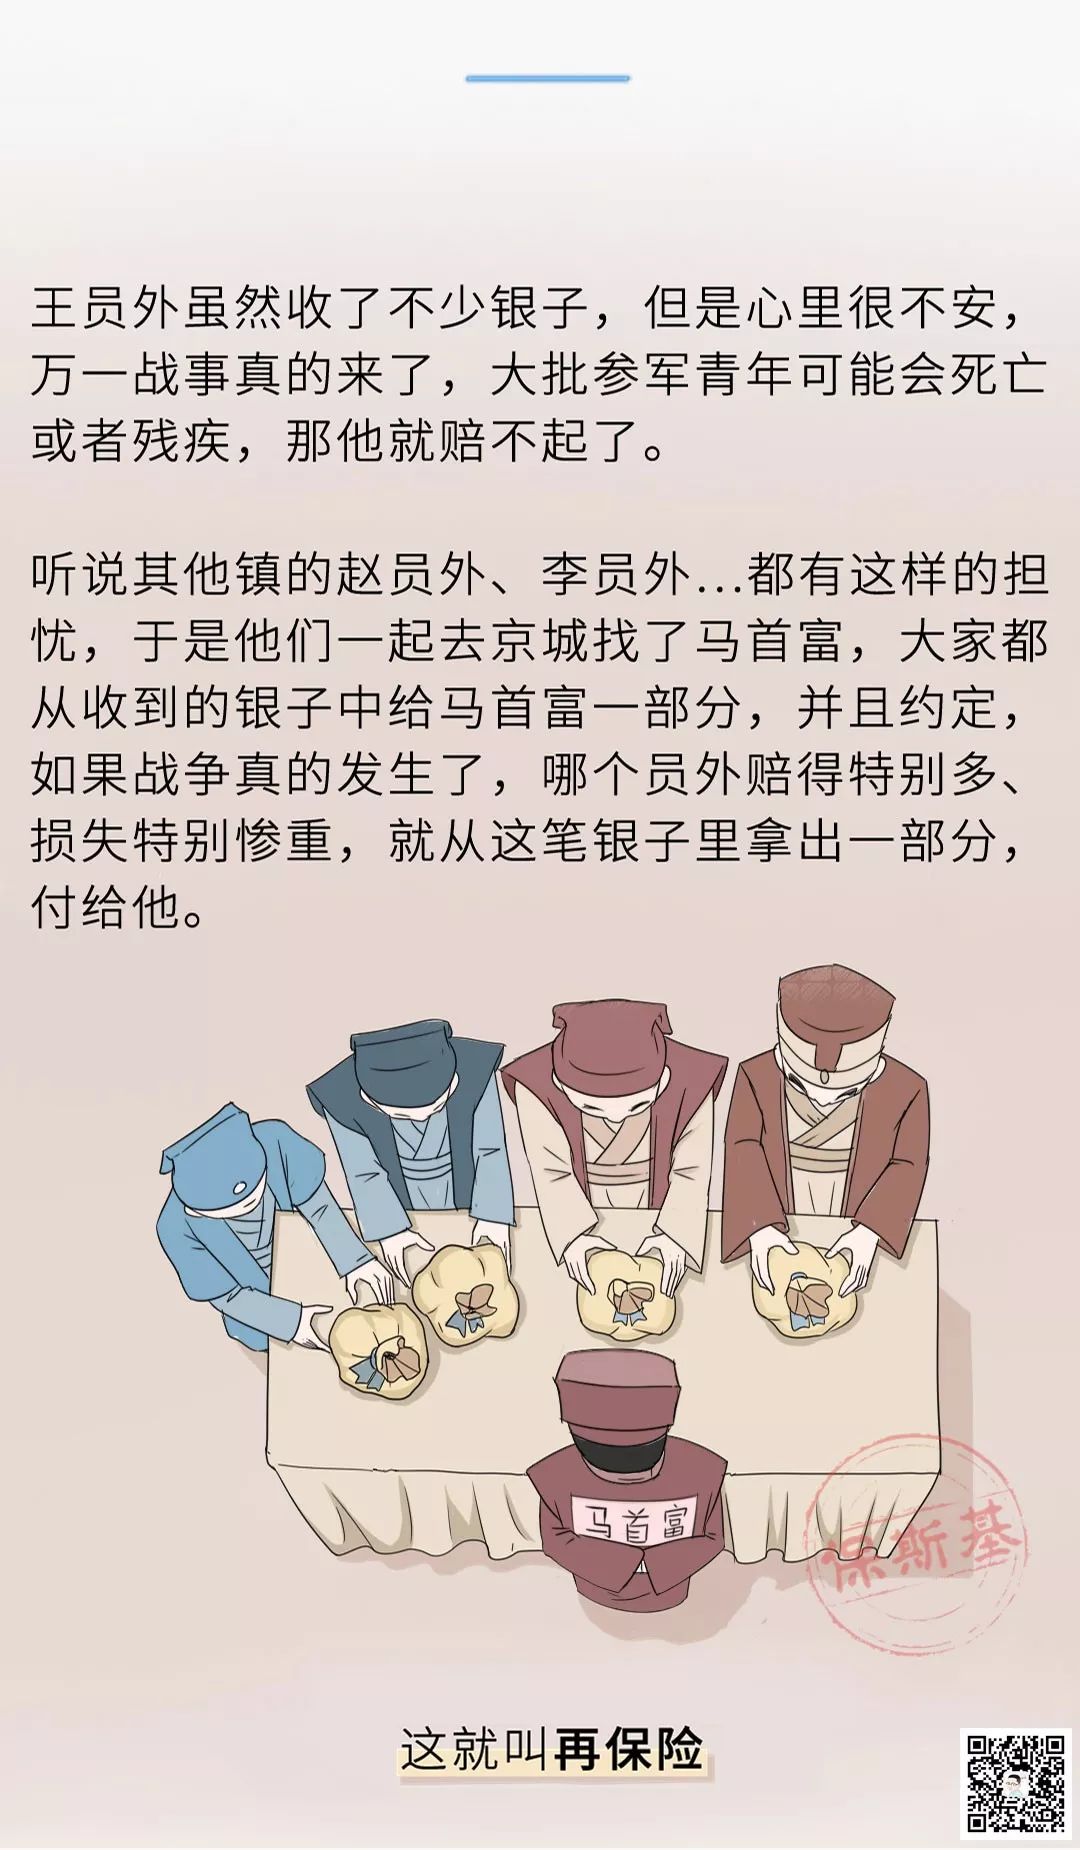 王员外虽然收了不少银子，但是心里很不安，
万一战事真的来了，大批参军青年可能会死亡
或者残疾，那他就赔不起了。
听说其他镇的赵员外、李员外…都有这样的担
忧，于是他们一起去京城找了马首富，大家都
从收到的银子中给马首富一部分，并且约定，
如果战争真的发生了，哪个员外赔得特别多、
损失特别惨重，就从这笔银子里拿出一部分，
付给他。
马首富
保斯基
这就叫再保险